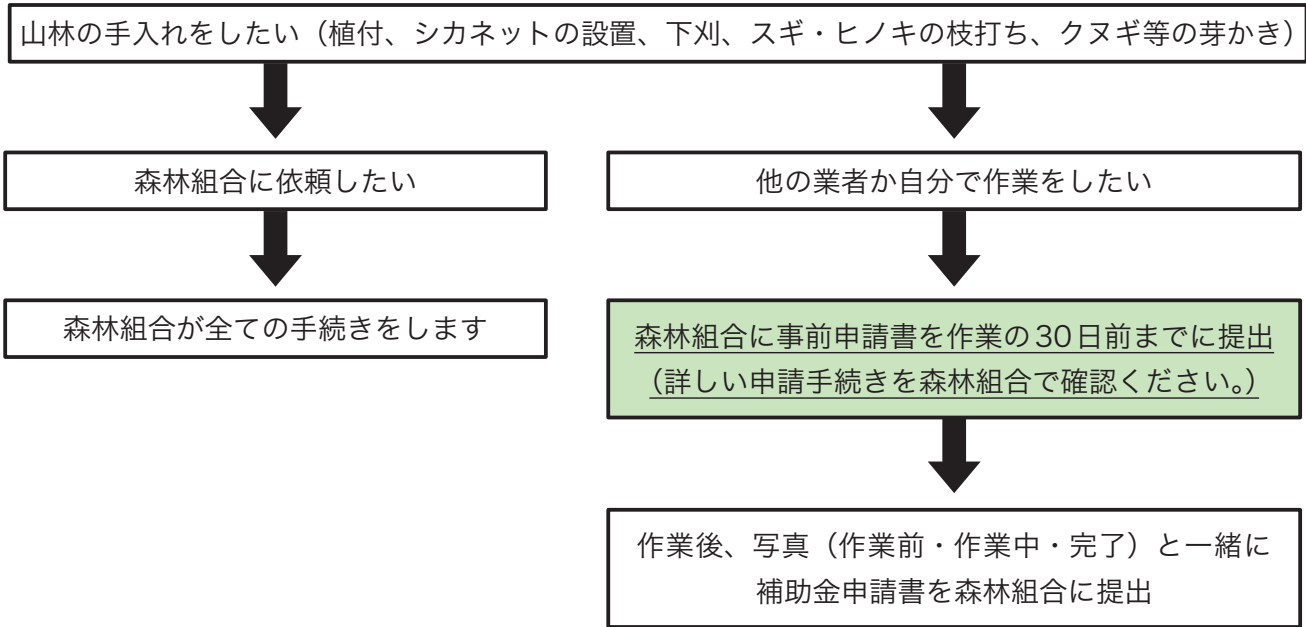 山林の手入れをしたい（植付、シカネットの設置、下刈、スギ・ヒノキの枝打ち、クヌギ等の芽かき）
森林組合に依頼したい
他の業者か自分で作業をしたい
森林組合が全ての手続きをします
森林組合に事前申請書を作業の30日前までに提出
（詳しい申請手続きを森林組合で確認ください。）
作業後、写真（作業前・作業中・完了）と一緒に
補助金申請書を森林組合に提出